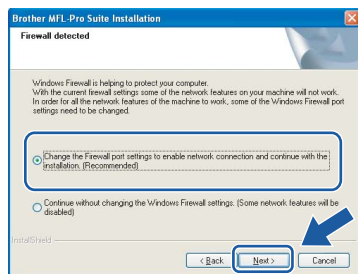 Brother MFL-Pro Suite Installation
Firewall detected
Windows Firewall is helping to protect your computer.
With the current firewall settings some of the network features on your machine will not work.
In order for all the network features of the machine to work, some of the Windows Firewall port
settings need to be changed.
Change the Firewall port settings to enable network connection and continue with the
installation. (Recommended)
Continue without changing the Windows Firewall settings. (Some network features will be
disabled)
InstallShield
< Back
Next >
Cancel